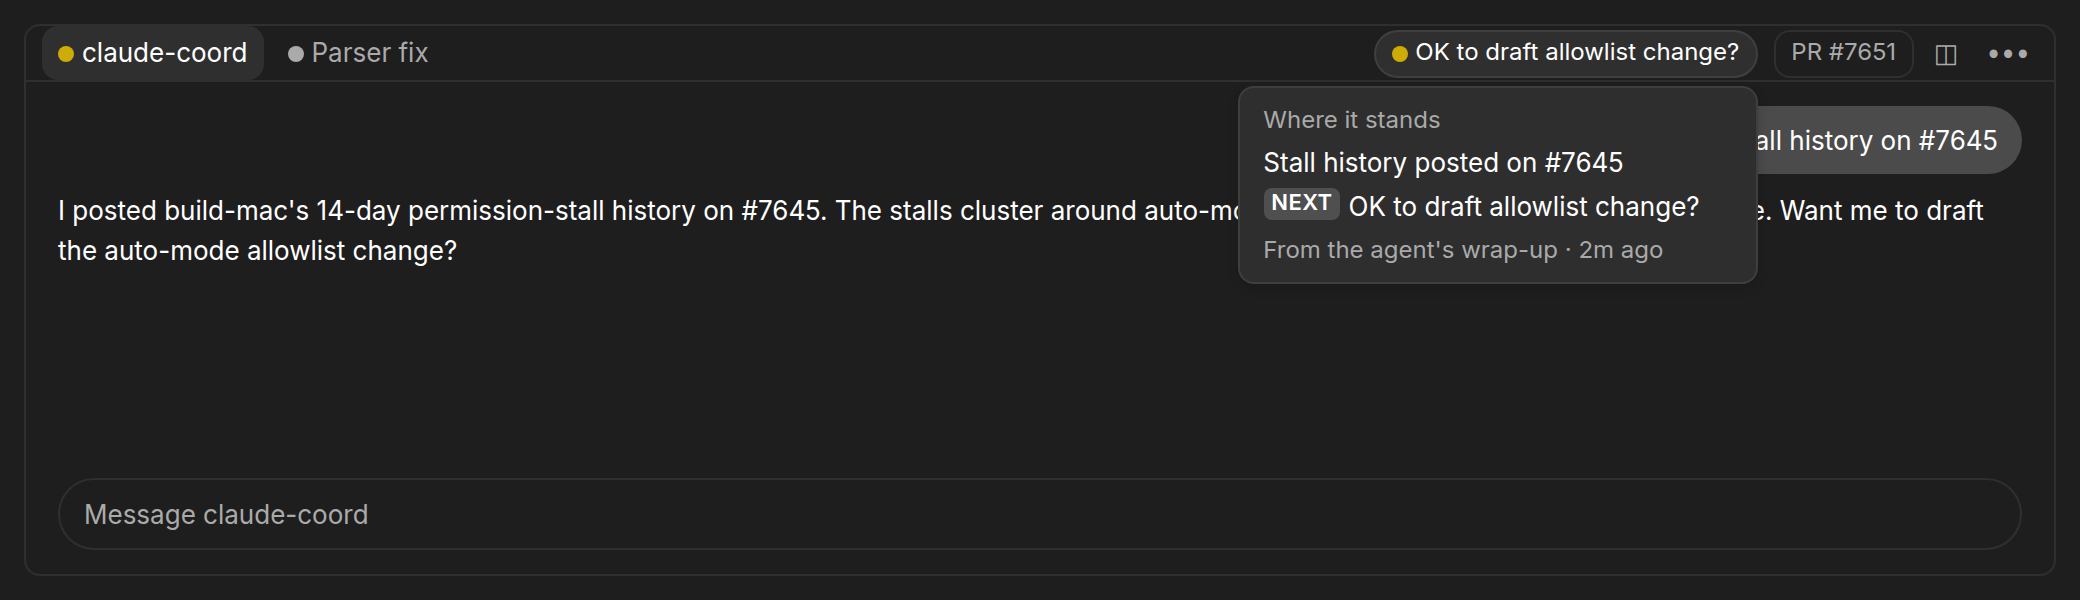 claude-coord
Parser fix
OK to draft allowlist change?
PR #7651
Where it stands
Stall history posted on #7645
NEXT OK to draft allowlist change?
From the agent's wrap-up · 2m ago
all history on #7645
I posted build-mac's 14-day permission-stall history on #7645. The stalls cluster around Want me to draft
the auto-mode allowlist change?
Message claude-coord